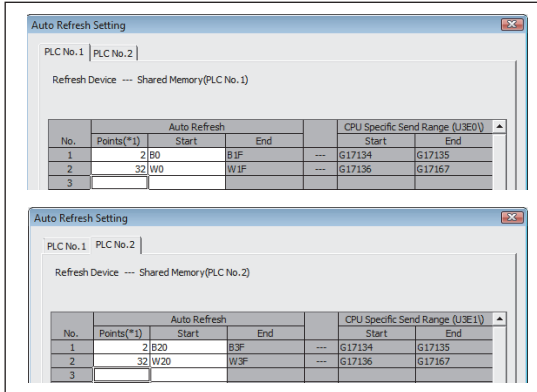 Auto Refresh Setting
PLC No. 1 PLC No. 2
Refresh Device --- Shared Memory(PLC No. 1)
Auto Refresh CPU Specific Send Range (U3E0\)
No. Points(*1) Start End Start End
1 2 B0 B1F --- G17134 G17135
2 32 W0 W1F --- G17136 G17167
3
Auto Refresh Setting
PLC No. 1 PLC No. 2
Refresh Device --- Shared Memory(PLC No. 2)
Auto Refresh CPU Specific Send Range (U3E1\)
No. Points(*1) Start End Start End
1 2 B20 B3F --- G17134 G17135
2 32 W20 W3F --- G17136 G17167
3